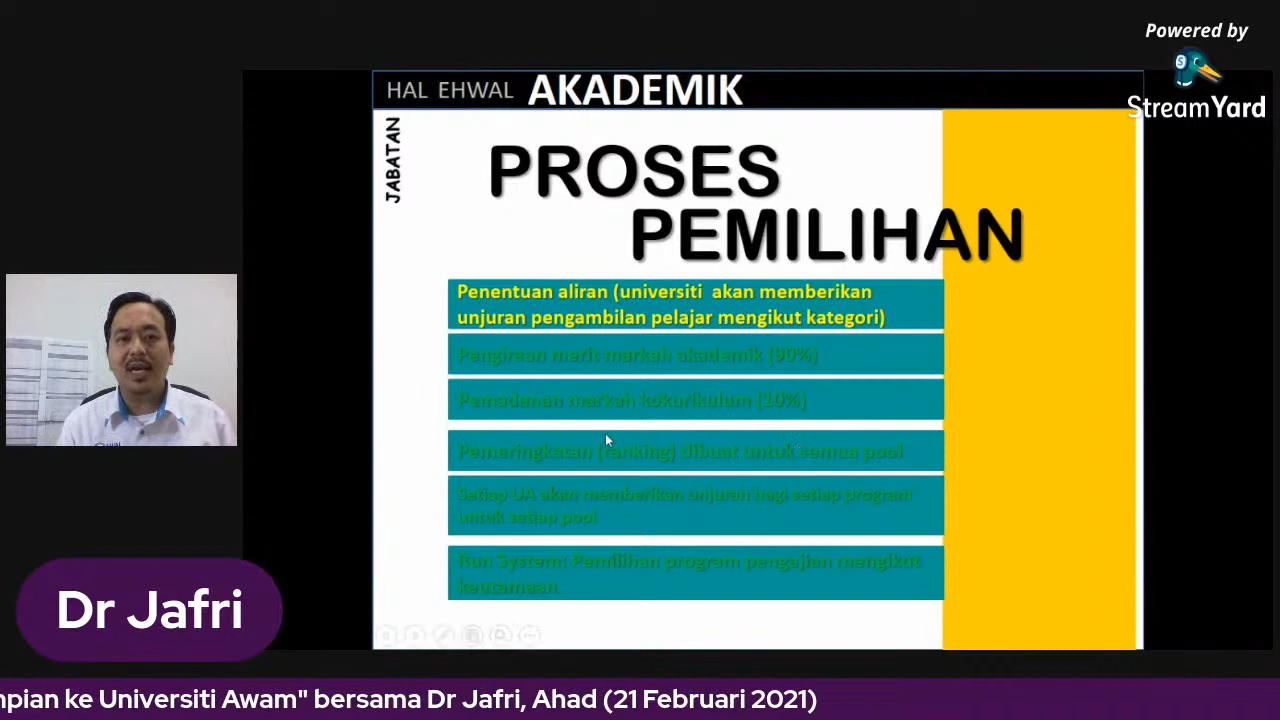 Powered by
StreamYard
HAL EHWAL AKADEMIK
JABATAN
PROSES
PEMILIHAN
Penentuan aliran (universiti akan memberikan
unjuran pengambilan pelajar mengikut kategori)
Pengiraan merit markah akademik (90%)
Pemadanan markah kokurikulum (10%)
Pemeringkatan (ranking) dibuat untuk semua pool
Setiap UA akan memberikan unjuran bagi setiap program
untuk setiap pool
Run System: Pemilihan program pengajian mengikut
keutamaan
Dr Jafri
mpian ke Universiti Awam" bersama Dr Jafri, Ahad (21 Februari 2021)